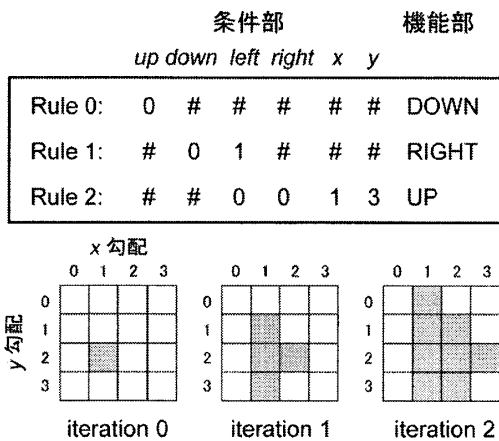 条件部 機能部
up down left right x y
Rule 0: 0 # # # # # DOWN
Rule 1: # 0 1 # # # RIGHT
Rule 2: # # 0 0 1 3 UP
x 勾配
0 1 2 3 0 1 2 3 0 1 2 3
y 勾配
0 0 0
1 1 1
2 2 2
3 3 3
iteration 0 iteration 1 iteration 2